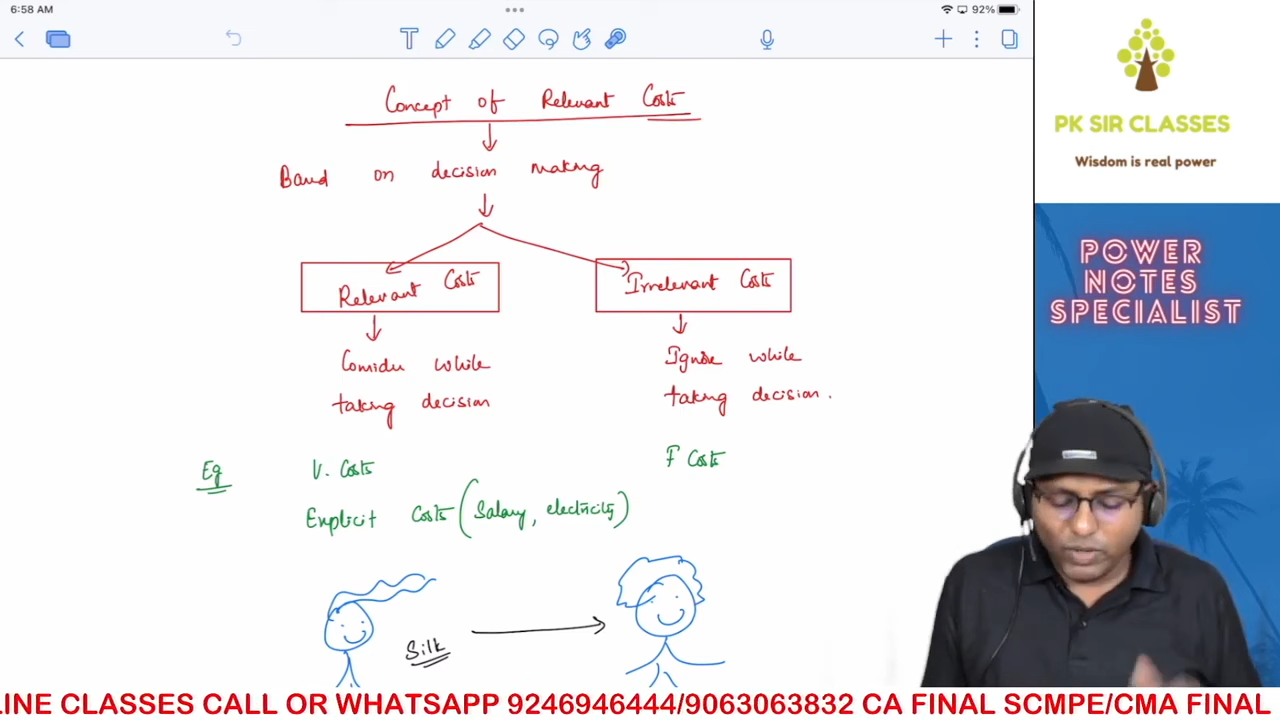 6:58 AM
92%
Concept of Relevant Costs
Based on decision making
Relevant Costs
Irrelevant Costs
Consider while
taking decision
Ignore while
taking decision.
Eg
V. Costs
F Costs
Explicit Costs (Salary, electricity)
Silk
PK SIR CLASSES
Wisdom is real power
POWER
NOTES
SPECIALIST
LINE CLASSES CALL OR WHATSAPP 9246946444/9063063832 CA FINAL SCMPE/CMA FINAL